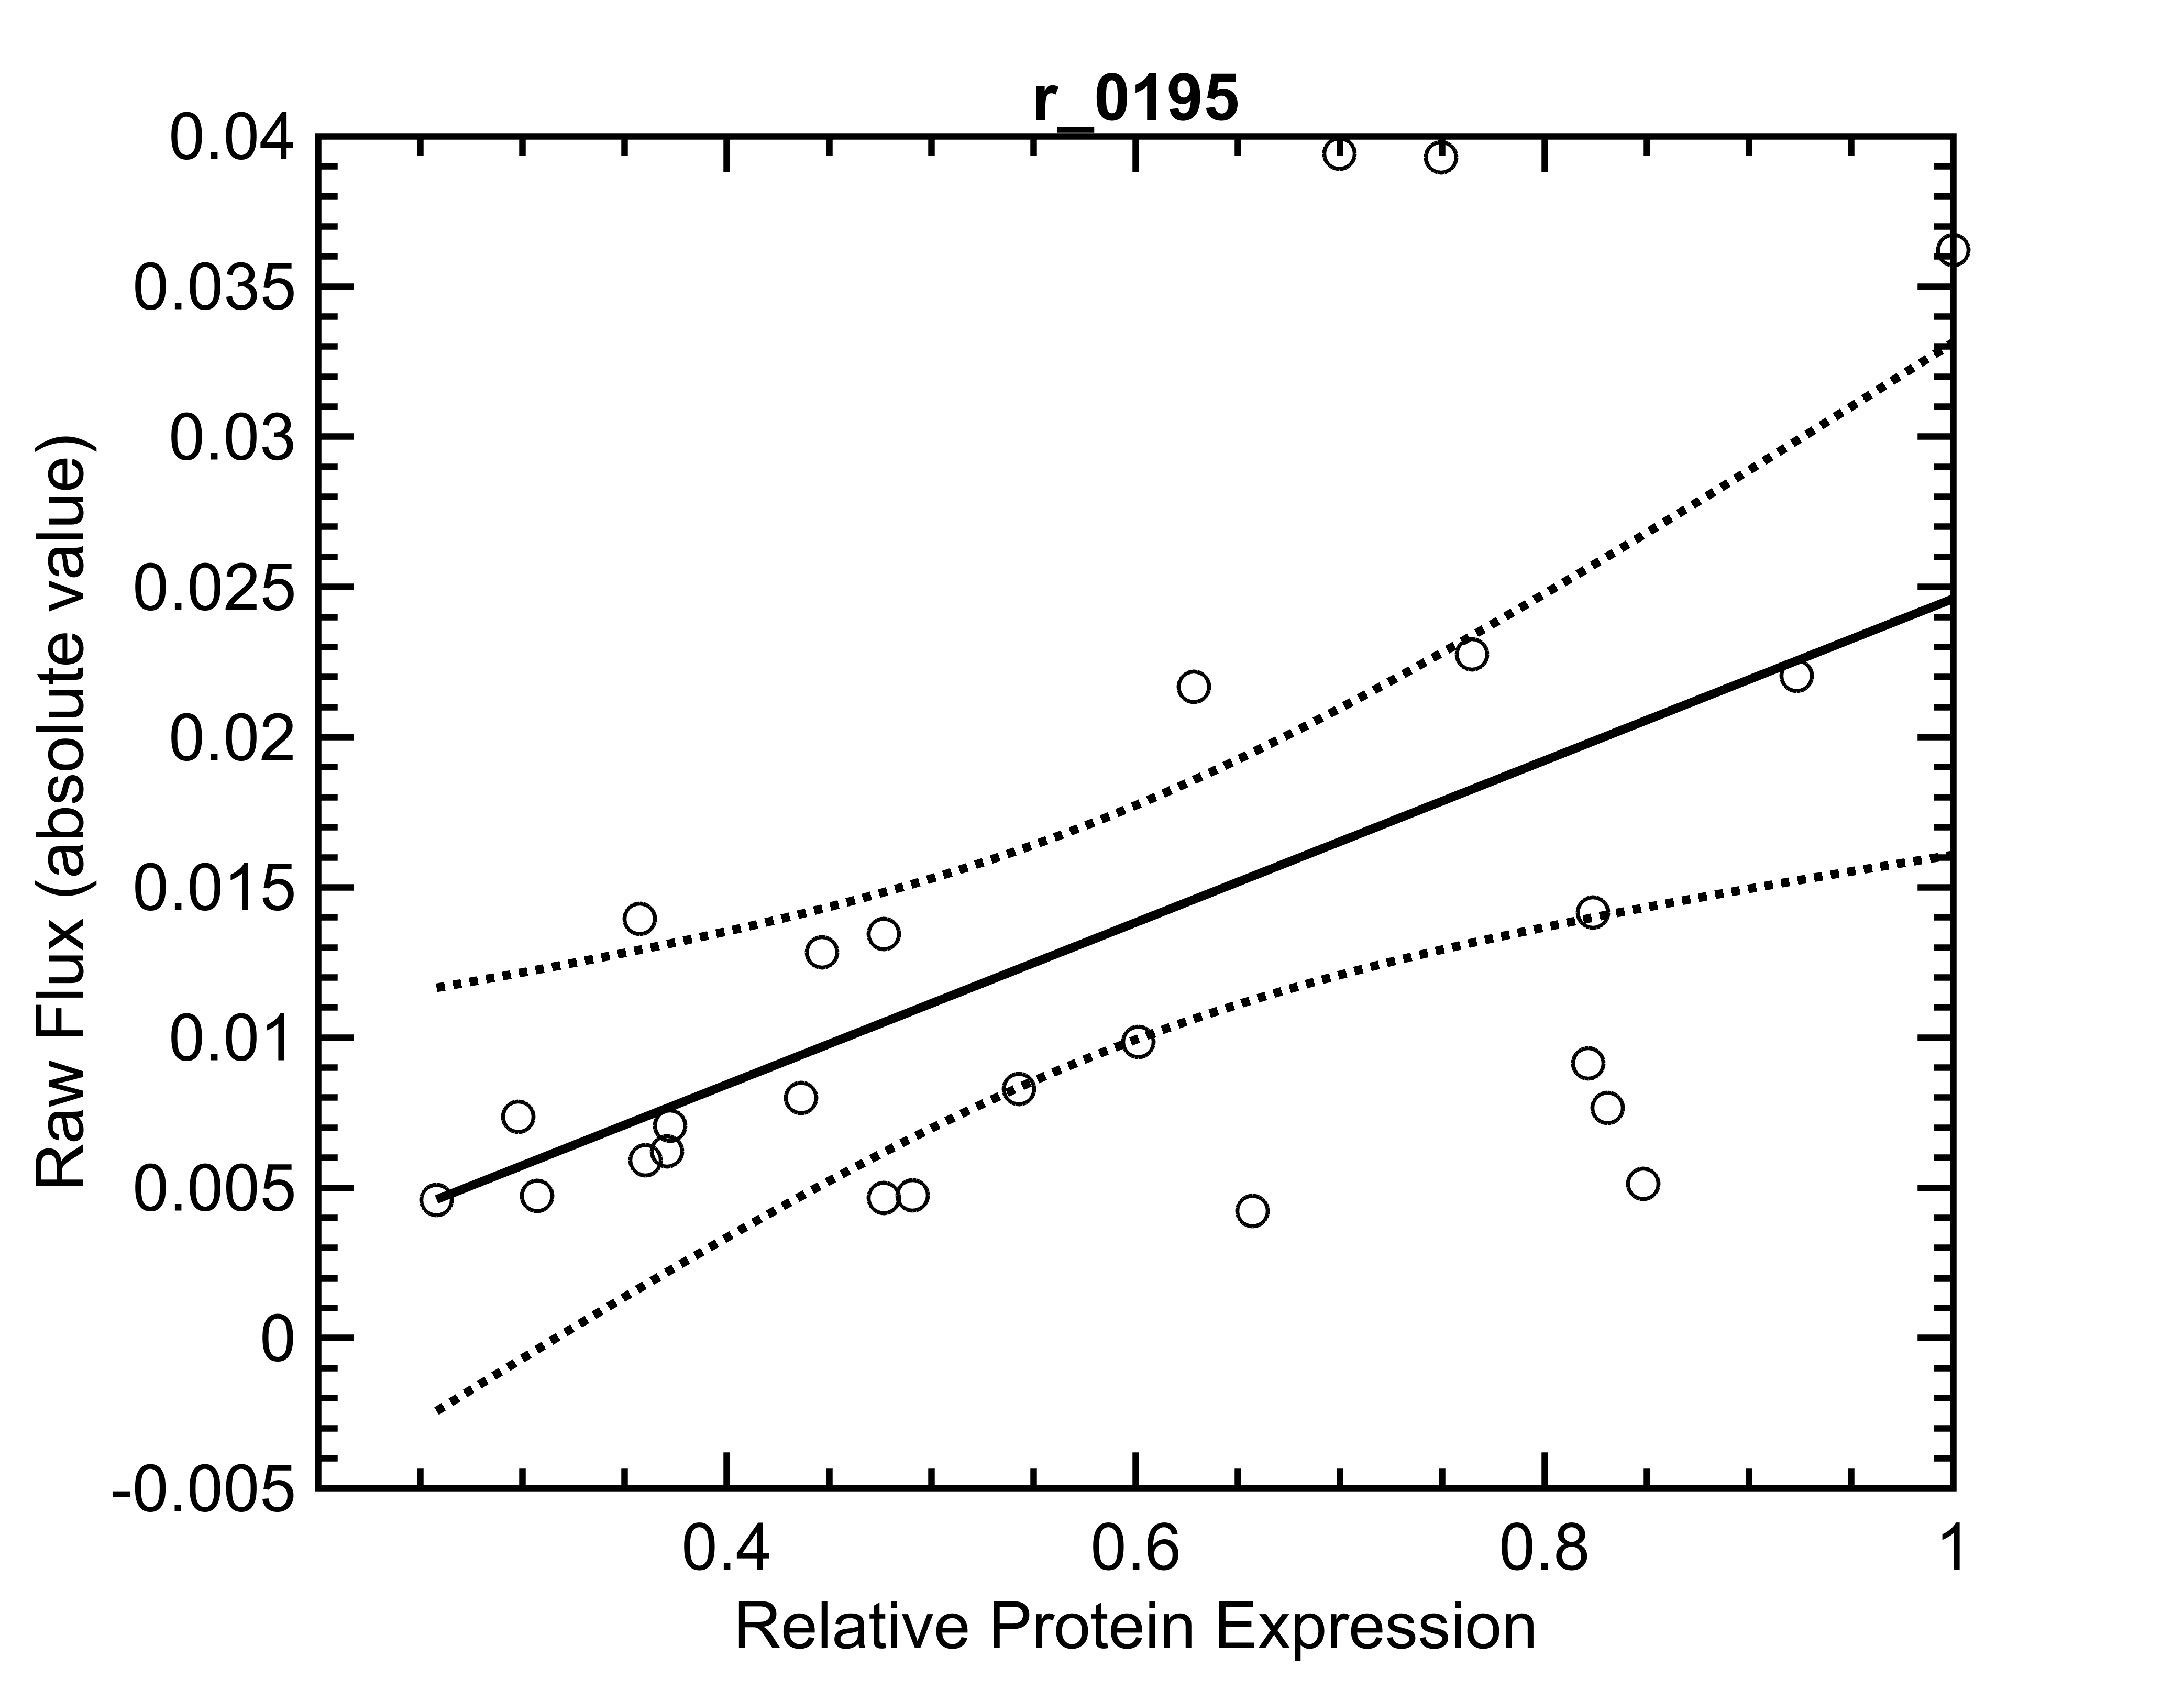 r_0195
0.04
0.035
0.03
0.025
0.02
0.015
0.01
0.005
0
-0.005
Raw Flux (absolute value)
0.4 0.6 0.8 1
Relative Protein Expression